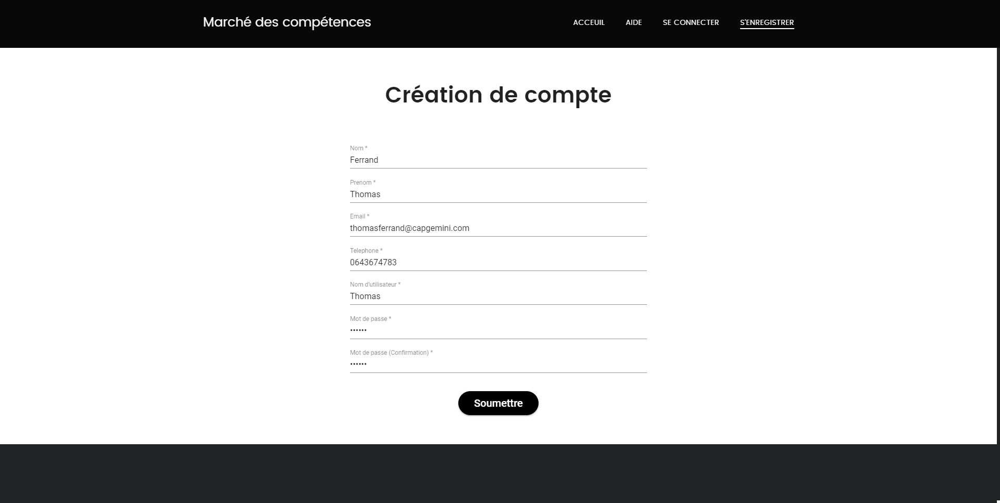 Marché des compétences
ACCEUIL AIDE SE CONNECTER S'ENREGISTRER
Création de compte
Nom *
Ferrand
Prenom *
Thomas
Email *
thomasferrand@capgemini.com
Telephone *
0643674783
Nom d'utilisateur *
Thomas
Mot de passe *
••••••
Mot de passe (Confirmation) *
••••••
Soumettre